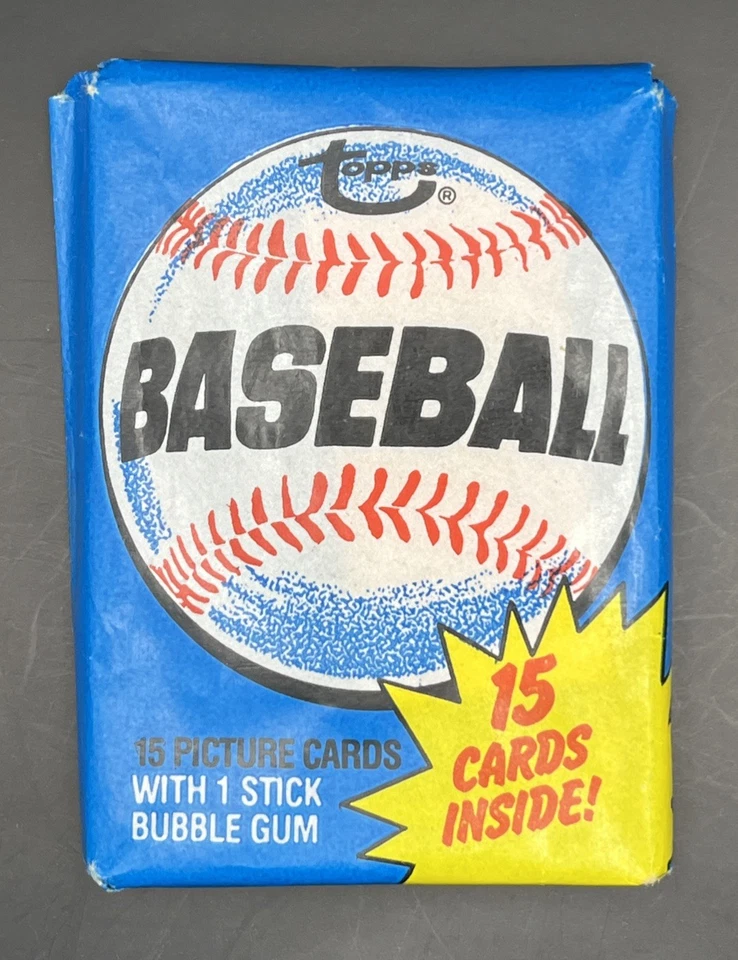 topps®
BASEBALL
15 PICTURE CARDS
WITH 1 STICK
BUBBLE GUM
15
CARDS
INSIDE!